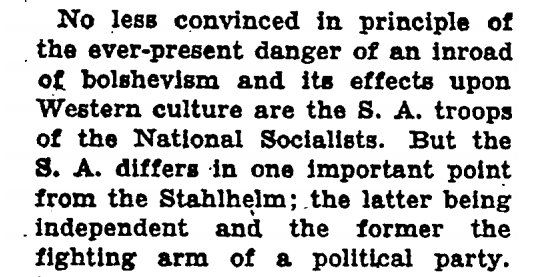 No less convinced in principle of
the ever-present danger of an inroad
of bolshevism and its effects upon
Western culture are the S. A. troops
of the National Socialists. But the
S. A. differs in one important point
from the Stahlhelm; the latter being
independent and the former the
fighting arm of a political party.